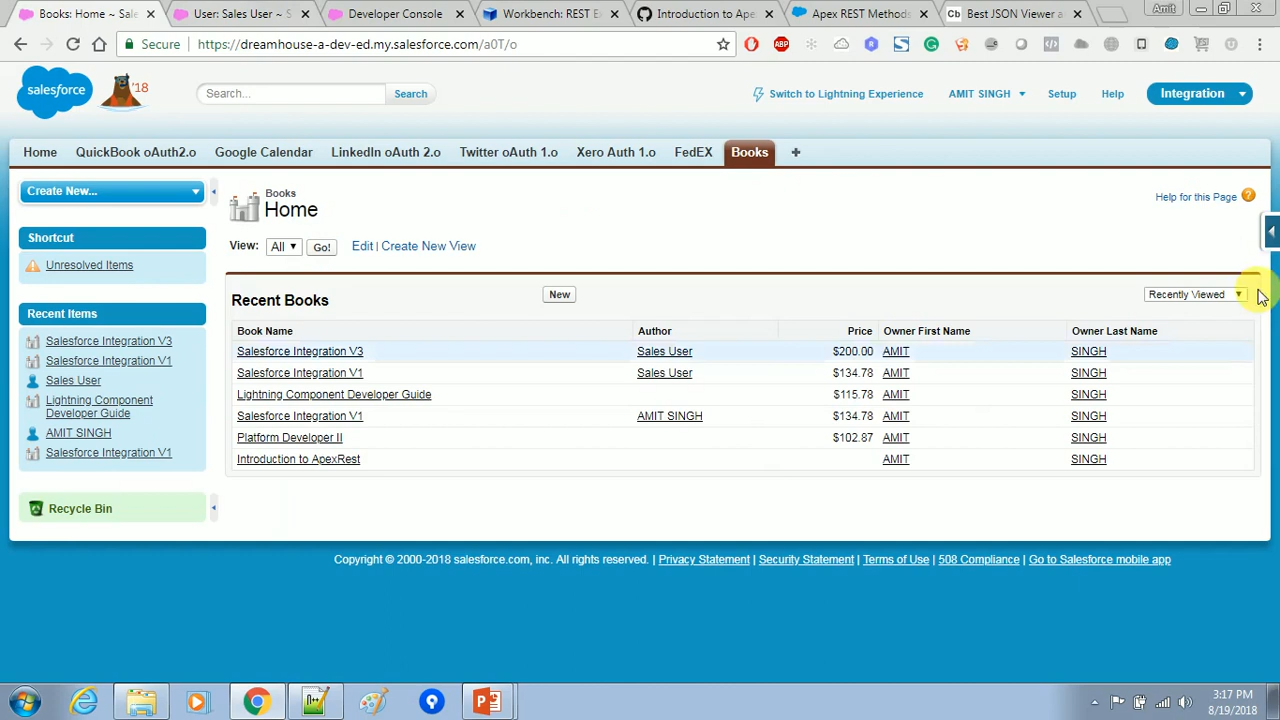 Books: Home ~ Sale
User: Sales User ~ S
Developer Console
Workbench: REST E
Introduction to Ape
Apex REST Methods
Cb Best JSON Viewer a
Amit
Secure
https://dreamhouse-a-dev-ed.my.salesforce.com/a0T/o
ABP
salesforce
'18
Search...
Search
Switch to Lightning Experience
AMIT SINGH
Setup
Help
Integration
Home
QuickBook oAuth2.o
Google Calendar
LinkedIn oAuth 2.o
Twitter oAuth 1.o
Xero Auth 1.o
FedEX
Books
+
Create New...
Shortcut
Unresolved Items
Recent Items
Salesforce Integration V3
Salesforce Integration V1
Sales User
Lightning Component
Developer Guide
AMIT SINGH
Salesforce Integration V1
Recycle Bin
Books
Home
Help for this Page ?
View: All Go! Edit | Create New View
Recent Books
New
Recently Viewed
Book Name Author Price Owner First Name Owner Last Name
Salesforce Integration V3 Sales User $200.00 AMIT SINGH
Salesforce Integration V1 Sales User $134.78 AMIT SINGH
Lightning Component Developer Guide $115.78 AMIT SINGH
Salesforce Integration V1 AMIT SINGH $134.78 AMIT SINGH
Platform Developer II $102.87 AMIT SINGH
Introduction to ApexRest AMIT SINGH
Copyright © 2000-2018 salesforce.com, inc. All rights reserved. | Privacy Statement | Security Statement | Terms of Use | 508 Compliance | Go to Salesforce mobile app
3:17 PM
8/19/2018